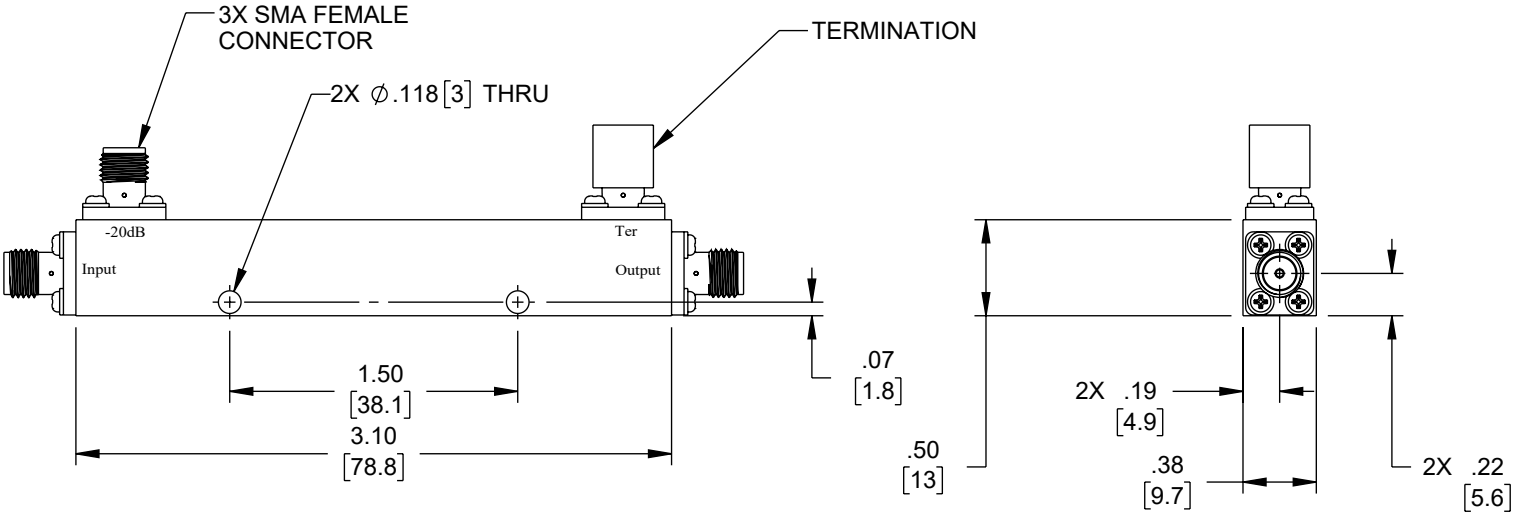 3X SMA FEMALE
CONNECTOR
TERMINATION
2X ⌀.118[3] THRU
-20dB
Ter
Input
Output
1.50
[38.1]
3.10
[78.8]
.07
[1.8]
.50
[13]
2X .19
[4.9]
.38
[9.7]
2X .22
[5.6]